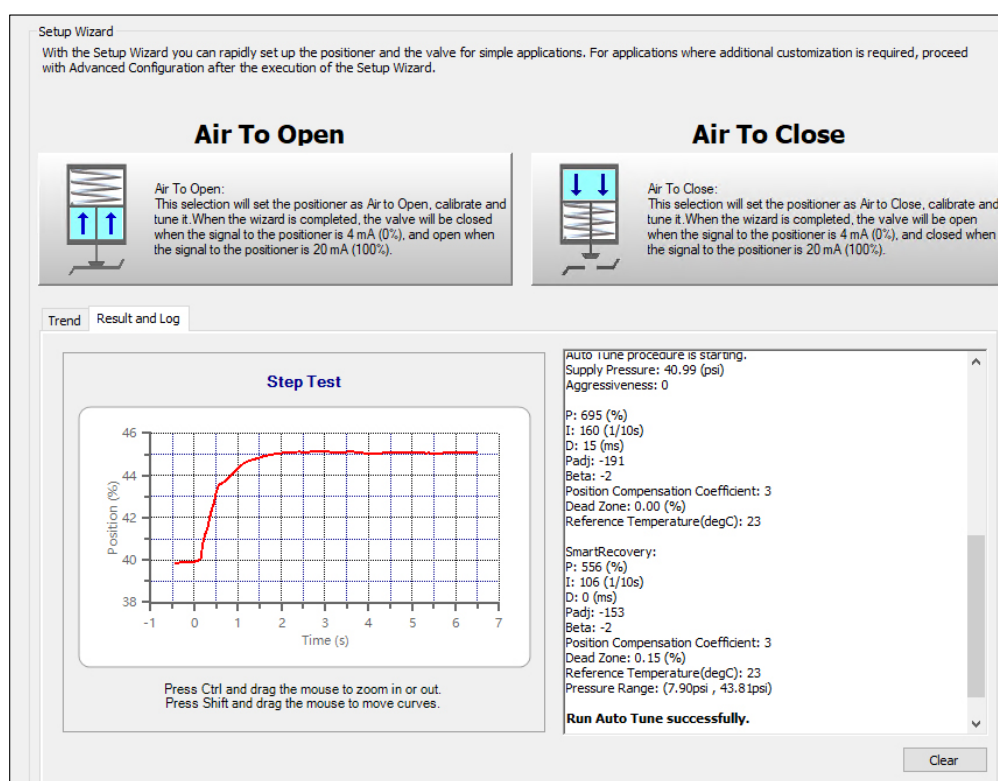 Setup Wizard
With the Setup Wizard you can rapidly set up the positioner and the valve for simple applications. For applications where additional customization is required, proceed
with Advanced Configuration after the execution of the Setup Wizard.
Air To Open
Air To Open:
This selection will set the positioner as Air to Open, calibrate and
tune it.When the wizard is completed, the valve will be closed
when the signal to the positioner is 4 mA (0%), and open when
the signal to the positioner is 20 mA (100%).
Air To Close
Air To Close:
This selection will set the positioner as Air to Close, calibrate and
tune it.When the wizard is completed, the valve will be open
when the signal to the positioner is 4 mA (0%), and closed when
the signal to the positioner is 20 mA (100%).
Trend
Result and Log
Step Test
46
44
42
40
38
Position (%)
-1 0 1 2 3 4 5 6 7
Time (s)
Press Ctrl and drag the mouse to zoom in or out.
Press Shift and drag the mouse to move curves.
Auto Tune procedure is starting.
Supply Pressure: 40.99 (psi)
Aggressiveness: 0
P: 695 (%)
I: 160 (1/10s)
D: 15 (ms)
Padj: -191
Beta: -2
Position Compensation Coefficient: 3
Dead Zone: 0.00 (%)
Reference Temperature(degC): 23
SmartRecovery:
P: 556 (%)
I: 106 (1/10s)
D: 0 (ms)
Padj: -153
Beta: -2
Position Compensation Coefficient: 3
Dead Zone: 0.15 (%)
Reference Temperature(degC): 23
Pressure Range: (7.90psi , 43.81psi)
Run Auto Tune successfully.
Clear